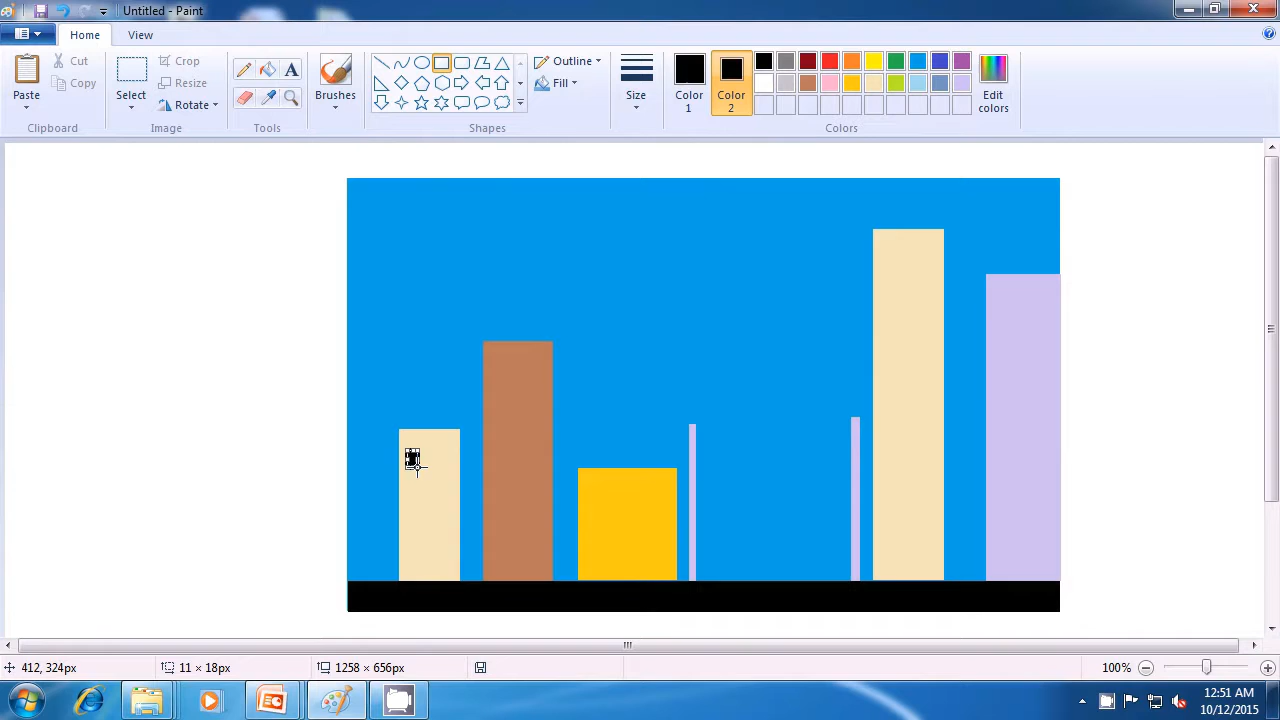 Untitled - Paint
Home View
Paste
Cut
Copy
Clipboard
Select
Crop
Resize
Rotate
Image
A
Tools
Brushes
Outline
Fill
Shapes
Size
Color 1
Color 2
Edit colors
Colors
412, 324px
11 × 18px
1258 × 656px
100%
12:51 AM
10/12/2015